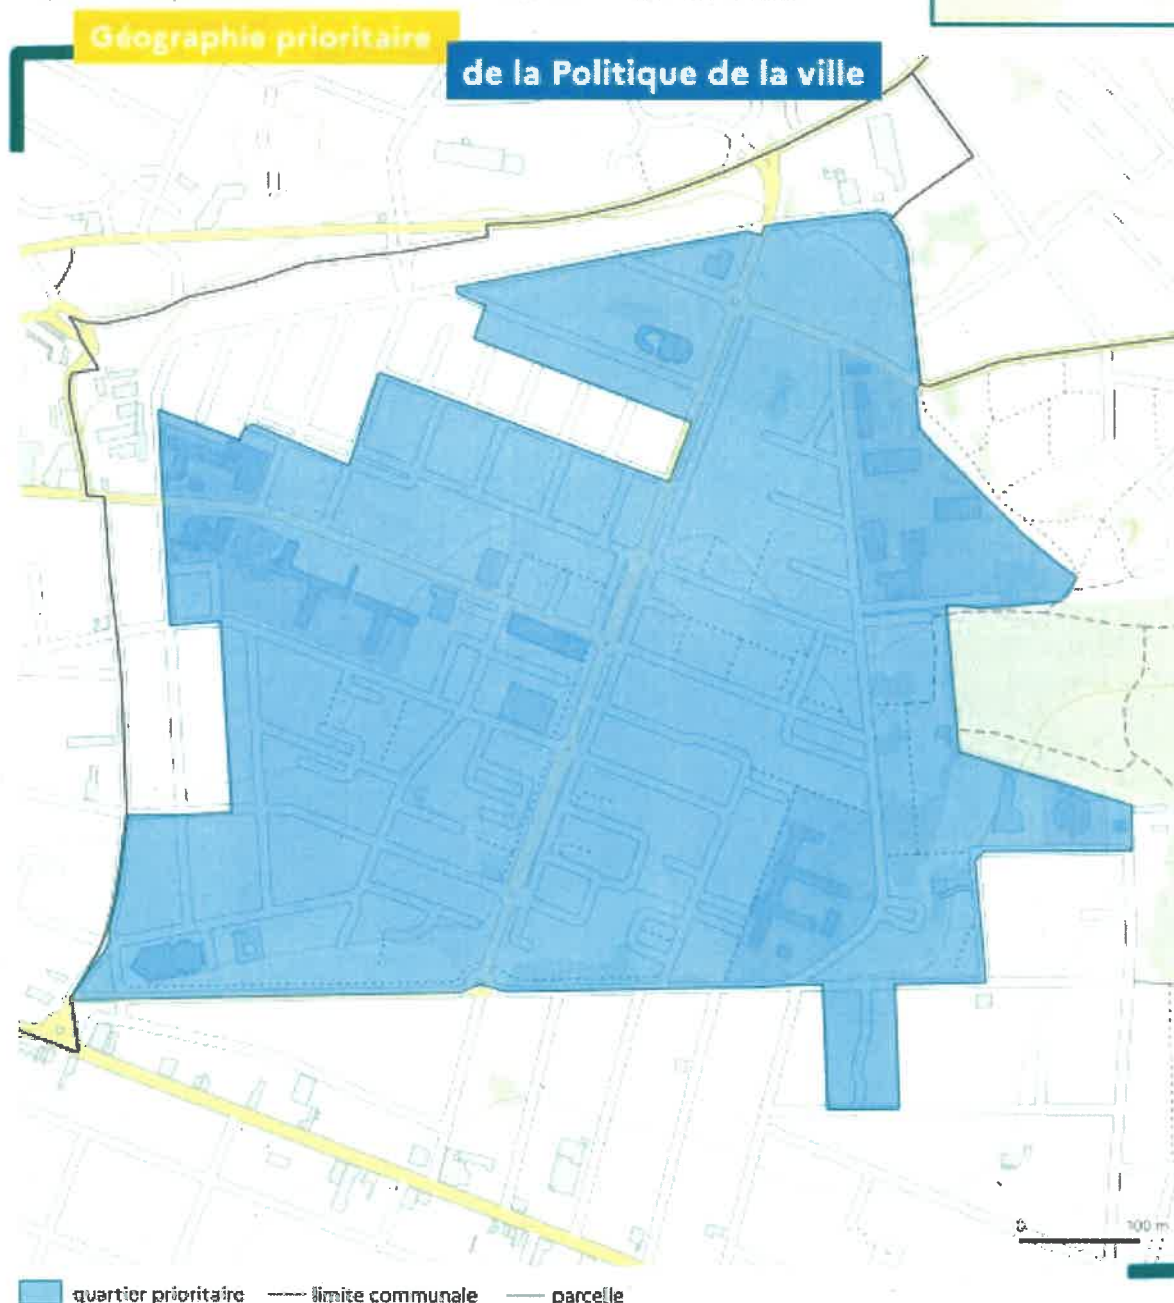 Géographie prioritaire
de la Politique de la ville
0 100 m
quartier prioritaire limite communale parcelle